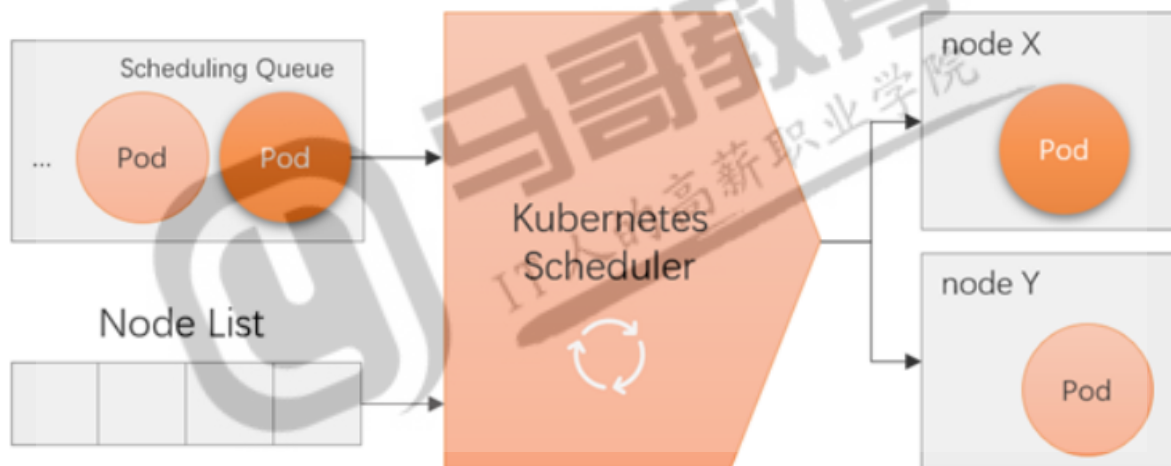 Scheduling Queue
...
Pod
Pod
Node List
Kubernetes
Scheduler
node X
Pod
node Y
Pod
马哥教育
IT人的高薪职业学院